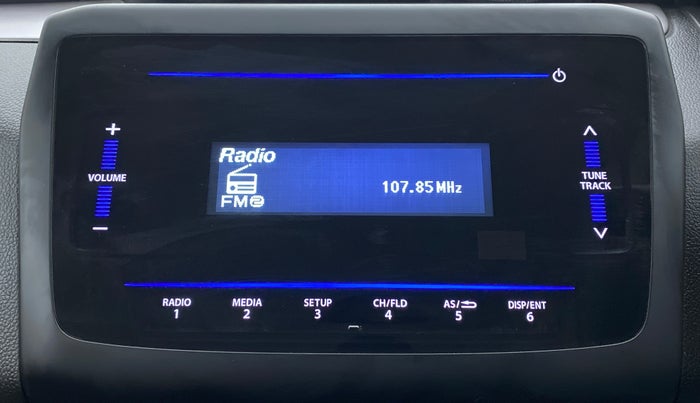 +
VOLUME
−
Radio
FM2
107.85 MHz
TUNE
TRACK
RADIO
1
MEDIA
2
SETUP
3
CH/FLD
4
AS/
5
DISP/ENT
6